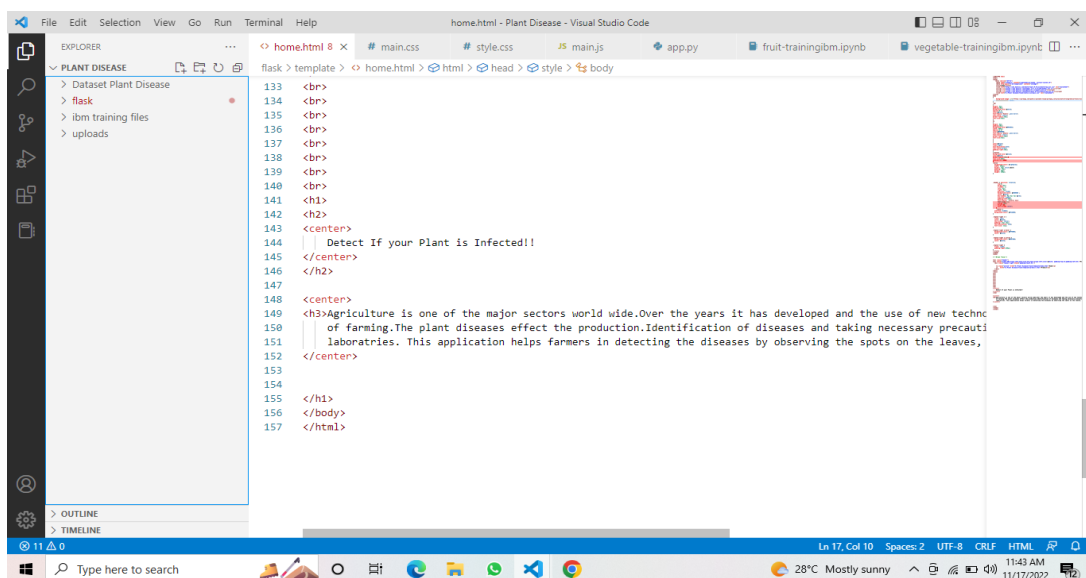 File Edit Selection View Go Run Terminal Help home.html - Plant Disease - Visual Studio Code
EXPLORER
PLANT DISEASE
Dataset Plant Disease
flask
ibm training files
uploads
OUTLINE
TIMELINE
home.html 8 # main.css # style.css JS main.js app.py fruit-trainingibm.ipynb vegetable-trainingibm.ipynb
flask > template > home.html > html > head > style > body
133 <br>
134 <br>
135 <br>
136 <br>
137 <br>
138 <br>
139 <br>
140 <br>
141 <h1>
142 <h2>
143 <center>
144 Detect If your Plant is Infected!!
145 </center>
146 </h2>
147
148 <center>
149 <h3>Agriculture is one of the major sectors world wide.Over the years it has developed and the use of new techno
150 of farming.The plant diseases effect the production.Identification of diseases and taking necessary precauti
151 laboratries. This application helps farmers in detecting the diseases by observing the spots on the leaves,
152 </center>
153
154
155 </h1>
156 </body>
157 </html>
11 0 Ln 17, Col 10 Spaces: 2 UTF-8 CRLF HTML
Type here to search 28°C Mostly sunny 11:43 AM
11/17/2022 12